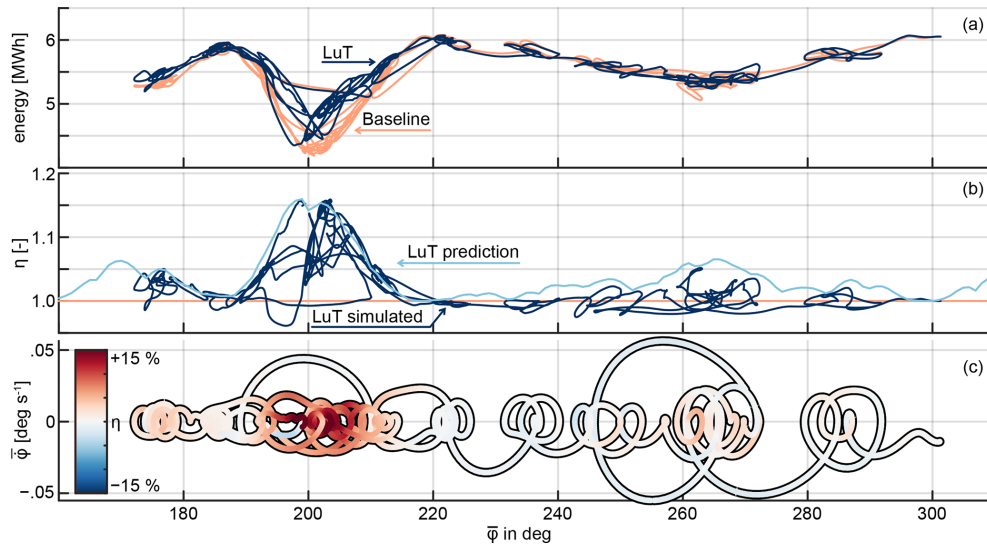 (a)
energy [MWh]
6
5
LuT
Baseline
(b)
η [-]
1.2
1.1
1.0
LuT prediction
LuT simulated
(c)
φ̅ [deg s⁻¹]
.05
0
−.05
+15 %
η
−15 %
180
200
220
240
260
280
300
φ̅ in deg